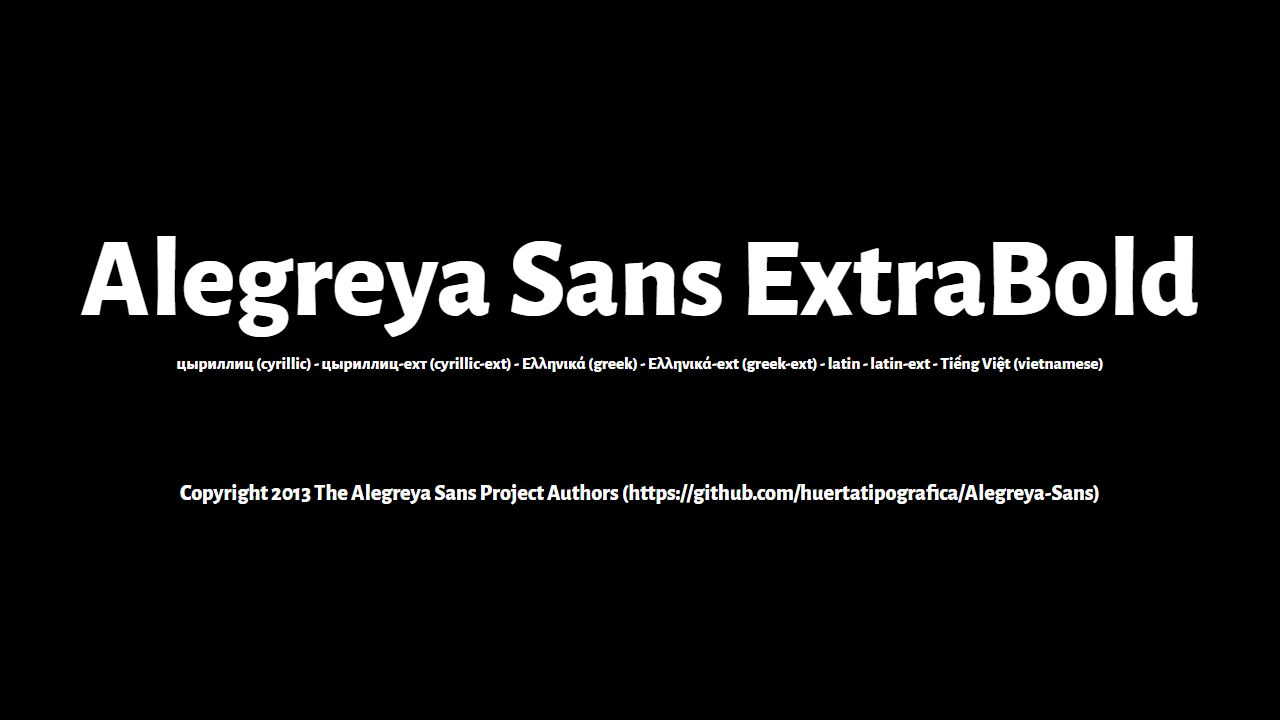 Alegreya Sans ExtraBold
цыриллиц (cyrillic) - цыриллиц-ext (cyrillic-ext) - Ελληνικά (greek) - Ελληνικά-ext (greek-ext) - latin - latin-ext - Tiếng Việt (vietnamese)
Copyright 2013 The Alegreya Sans Project Authors (https://github.com/huertatipografica/Alegreya-Sans)